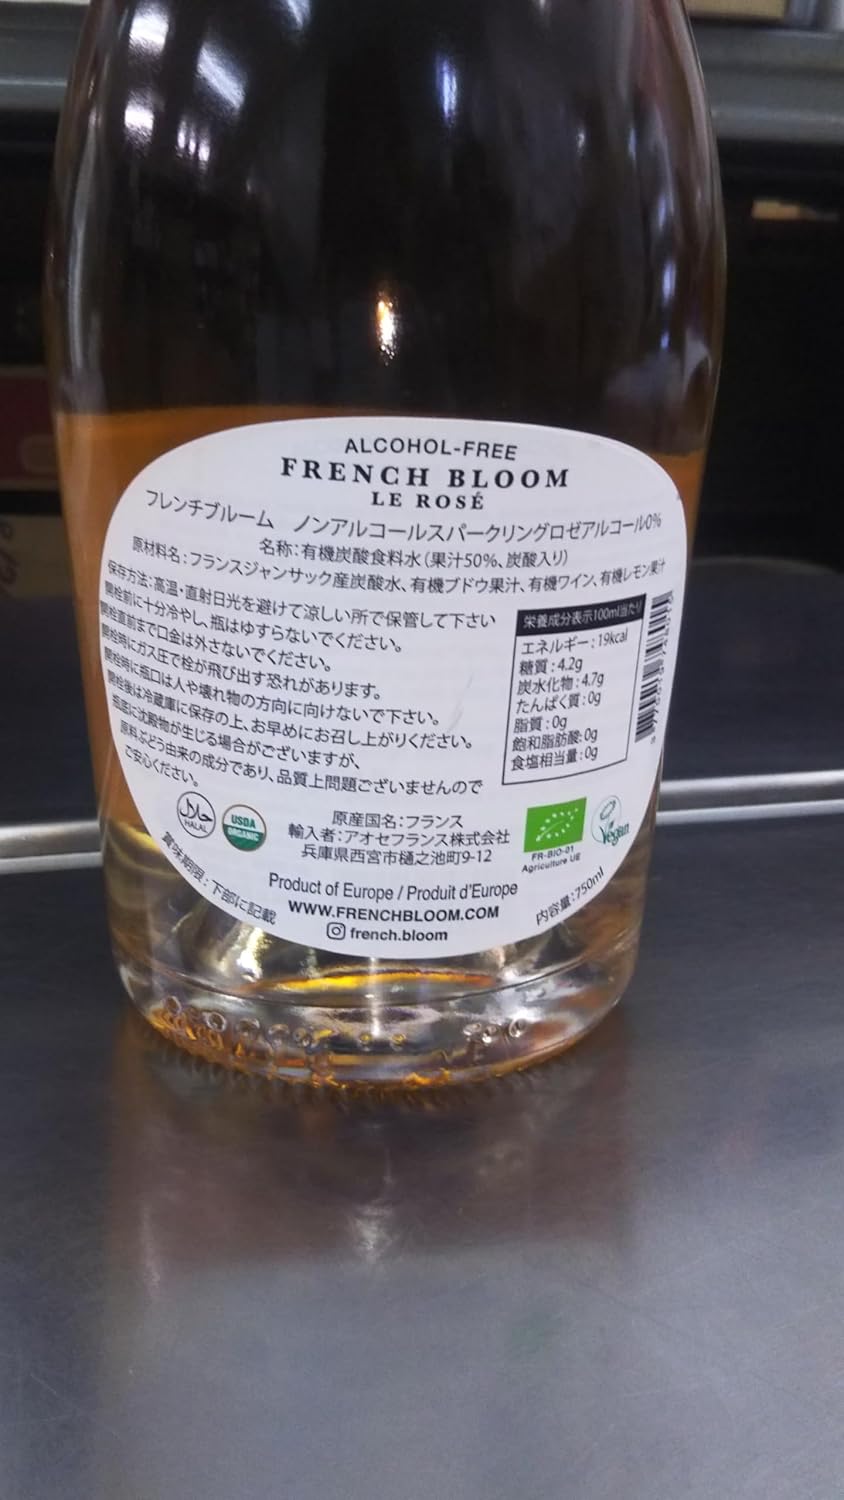 ALCOHOL-FREE
FRENCH BLOOM
LE ROSÉ
フレンチブルーム　ノンアルコールスパークリングロゼアルコール0%
名称:有機炭酸飲料水(果汁50%、炭酸入り)
原材料名:フランスジャンサック産炭酸水、有機ブドウ果汁、有機ワイン、有機レモン果汁
保存方法:高温・直射日光を避けて涼しい所で保管して下さい
開栓前に十分冷やし、瓶はゆすらないでください。
開栓直前まで口金は外さないでください。
開栓時にガス圧で栓が飛び出す恐れがあります。
開栓時に瓶口は人や壊れ物の方向に向けないで下さい。
開栓後は冷蔵庫に保存の上、お早めにお召し上がりください。
瓶底に沈殿物が生じる場合がございますが、
原料ぶどう由来の成分であり、品質上問題ございませんので
ご安心ください。
栄養成分表示100ml当たり
エネルギー:19kcal
糖質:4.2g
炭水化物:4.7g
たんぱく質:0g
脂質:0g
飽和脂肪酸:0g
食塩相当量:0g
حلال
HALAL
USDA
ORGANIC
原産国名:フランス
輸入者:アオセフランス株式会社
兵庫県西宮市樋之池町9-12
FR-BIO-01
Agriculture UE
Vegan
賞味期限:下部に記載
Product of Europe / Produit d'Europe
内容量:750ml
WWW.FRENCHBLOOM.COM
french.bloom